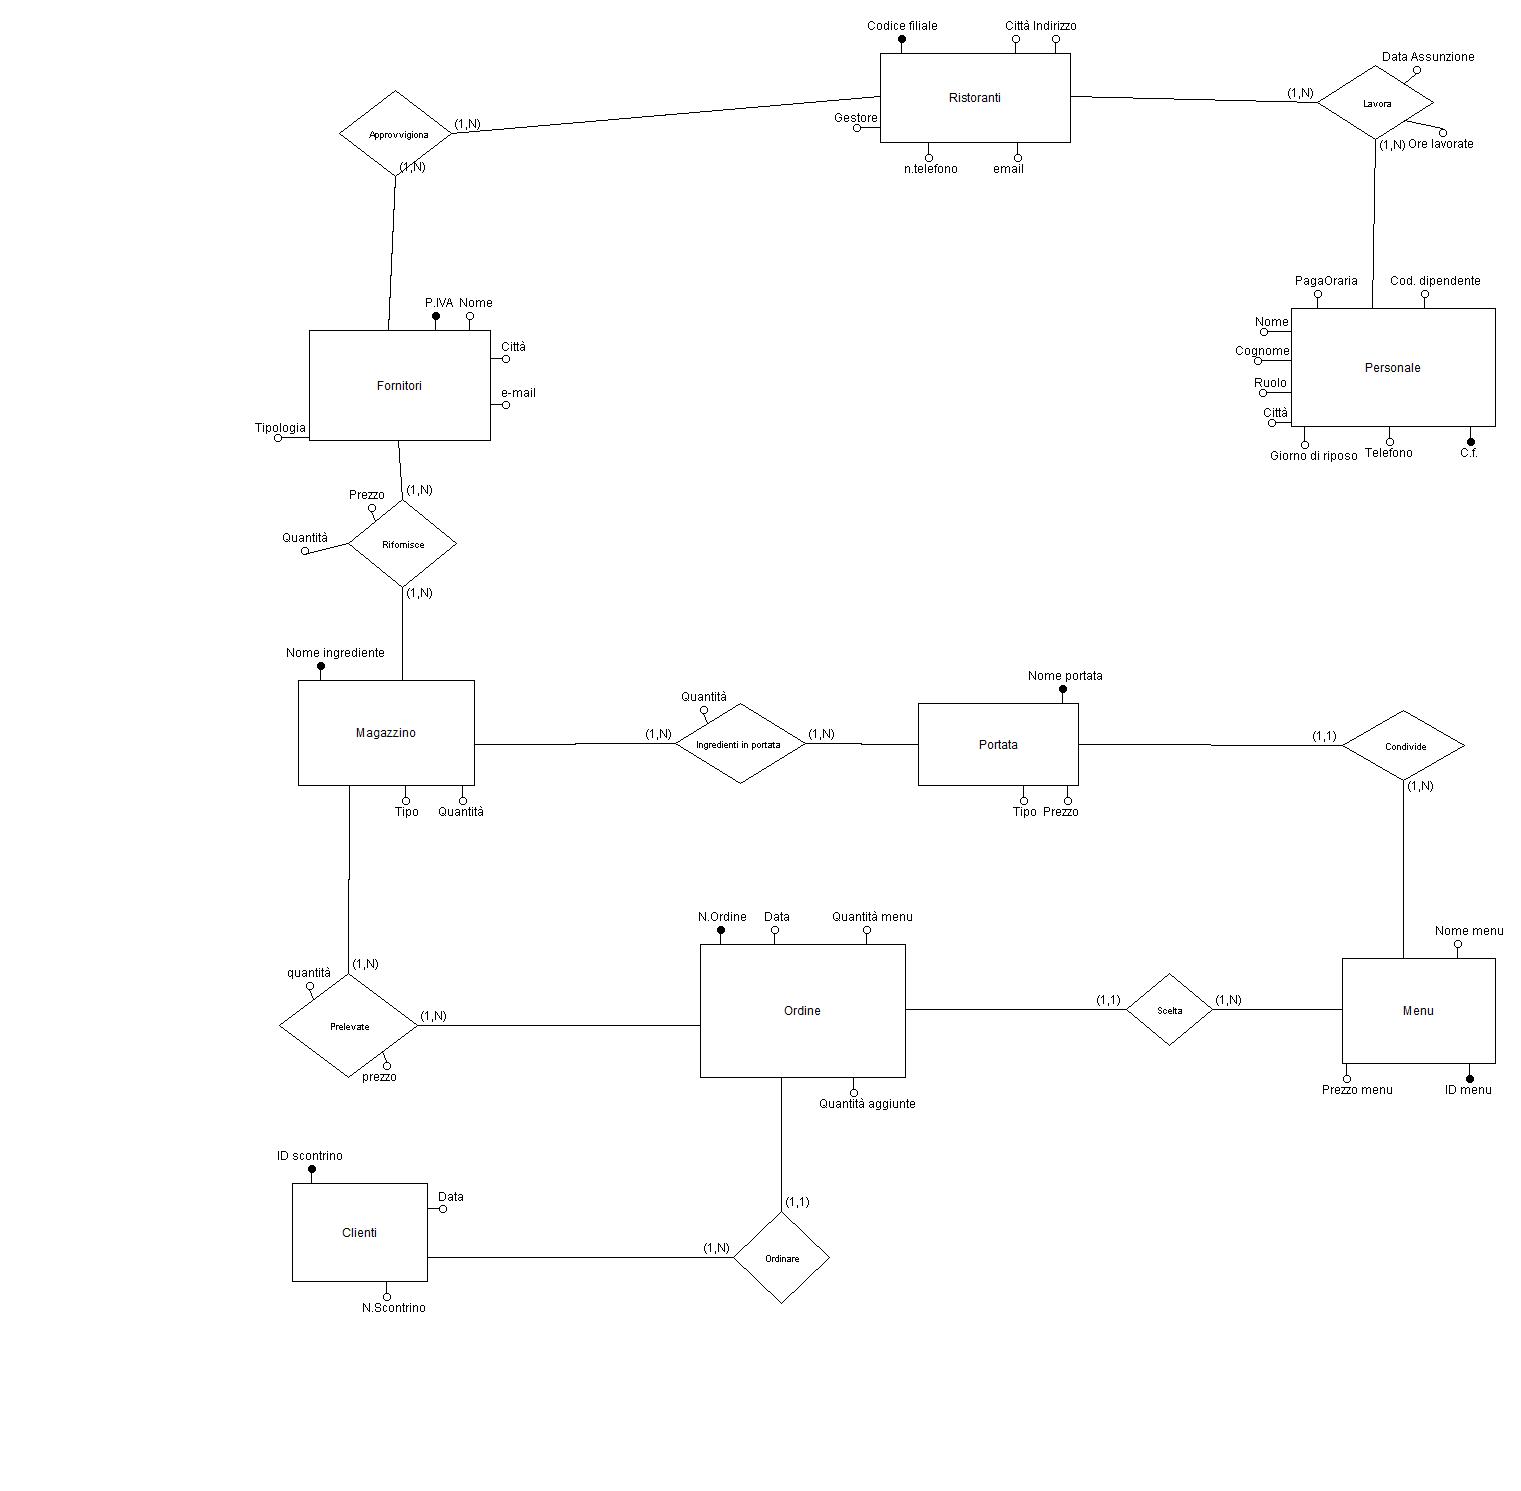 Codice filiale
Città Indirizzo
Data Assunzione
(1,N)
Lavora
Ristoranti
Gestore
(1,N)
Approvvigiona
(1,N)
(1,N) Ore lavorate
n.telefono
email
PagaOraria
Cod. dipendente
P.IVA Nome
Nome
Città
Cognome
Personale
Fornitori
Ruolo
e-mail
Città
Tipologia
Giorno di riposo
Telefono
C.f.
(1,N)
Prezzo
Quantità
Rifornisce
(1,N)
Nome ingrediente
Nome portata
Quantità
Magazzino
(1,N)
Ingredienti in portata
(1,N)
Portata
(1,1)
Condivide
(1,N)
Tipo
Quantità
Tipo Prezzo
N.Ordine
Data
Quantità menu
Nome menu
(1,N)
quantità
Prelevate
(1,N)
Ordine
(1,1)
Scelta
(1,N)
Menu
prezzo
Prezzo menu
ID menu
Quantità aggiunte
ID scontrino
Data
Clienti
(1,1)
(1,N)
Ordinare
N.Scontrino